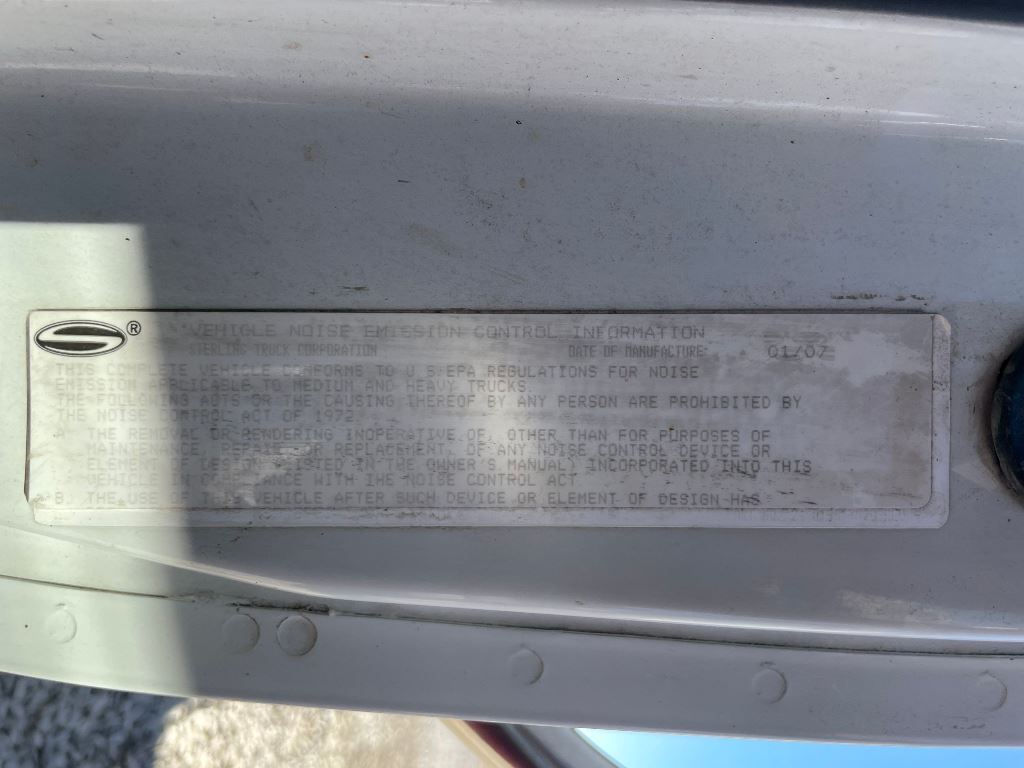 ®
VEHICLE NOISE EMISSION CONTROL INFORMATION
STERLING TRUCK CORPORATION DATE OF MANUFACTURE: 01/07
THIS COMPLETE VEHICLE CONFORMS TO U S EPA REGULATIONS FOR NOISE
EMISSION APPLICABLE TO MEDIUM AND HEAVY TRUCKS.
THE FOLLOWING ACTS OR THE CAUSING THEREOF BY ANY PERSON ARE PROHIBITED BY
THE NOISE CONTROL ACT OF 1972
A. THE REMOVAL OR RENDERING INOPERATIVE OF, OTHER THAN FOR PURPOSES OF
MAINTENANCE, REPAIR, OR REPLACEMENT, OF ANY NOISE CONTROL DEVICE OR
ELEMENT OF DESIGN (LISTED IN THE OWNER'S MANUAL) INCORPORATED INTO THIS
VEHICLE IN COMPLIANCE WITH THE NOISE CONTROL ACT
B. THE USE OF THIS VEHICLE AFTER SUCH DEVICE OR ELEMENT OF DESIGN HAS